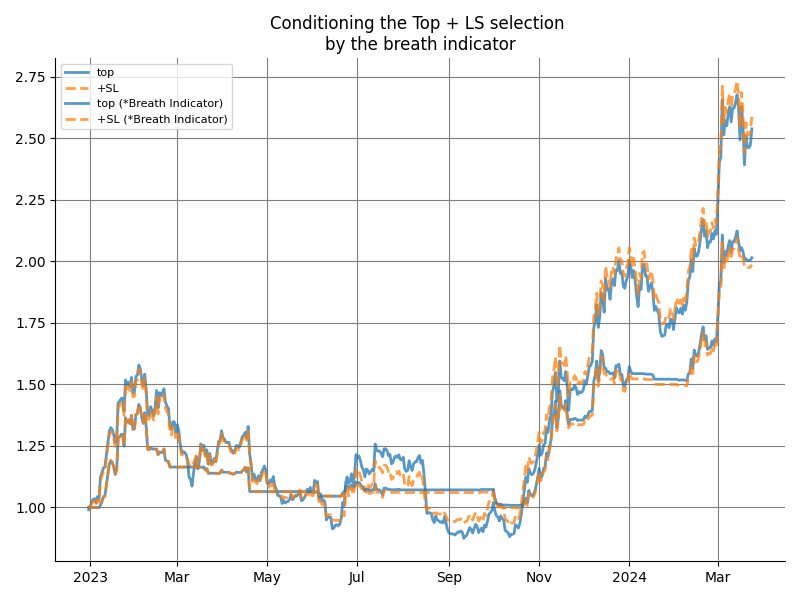 Conditioning the Top + LS selection
by the breath indicator
top
+SL
top (*Breath Indicator)
+SL (*Breath Indicator)
2.75
2.50
2.25
2.00
1.75
1.50
1.25
1.00
2023 Mar May Jul Sep Nov 2024 Mar